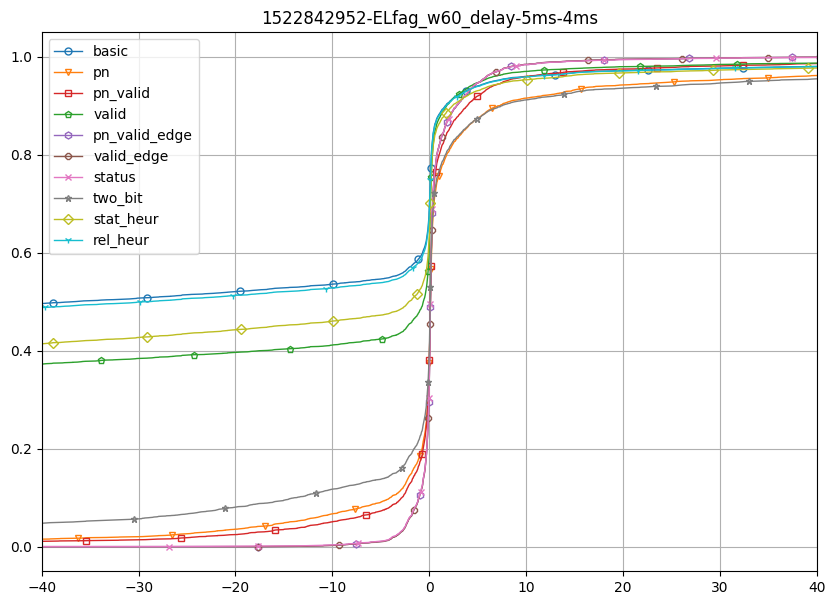 1522842952-ELfag_w60_delay-5ms-4ms
1.0
0.8
0.6
0.4
0.2
0.0
basic
pn
pn_valid
valid
pn_valid_edge
valid_edge
status
two_bit
stat_heur
rel_heur
−40
−30
−20
−10
0
10
20
30
40